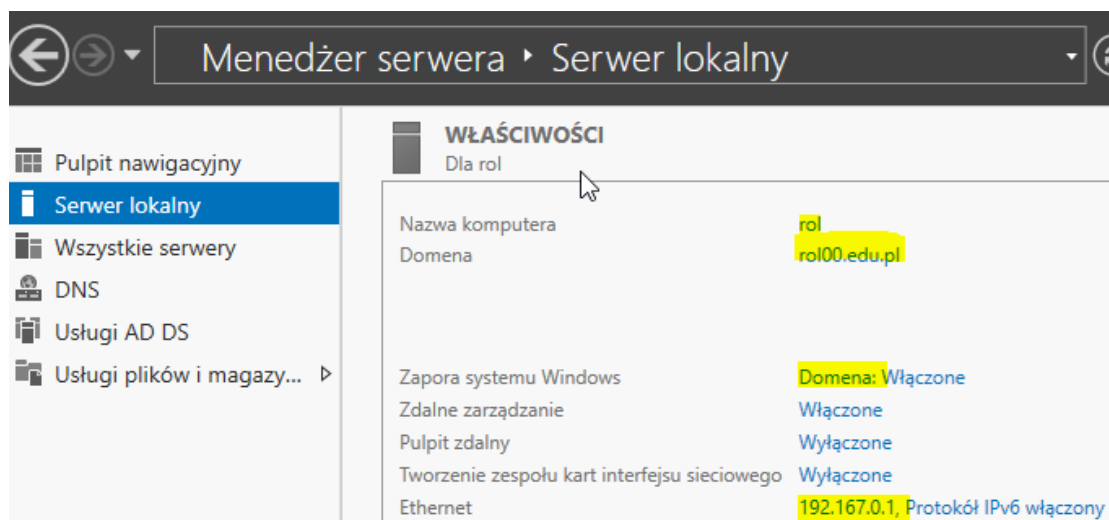 Menedżer serwera ‣ Serwer lokalny
Pulpit nawigacyjny
Serwer lokalny
Wszystkie serwery
DNS
Usługi AD DS
Usługi plików i magazy...
WŁAŚCIWOŚCI
Dla rol
Nazwa komputera rol
Domena rol00.edu.pl
Zapora systemu Windows Domena: Włączone
Zdalne zarządzanie Włączone
Pulpit zdalny Wyłączone
Tworzenie zespołu kart interfejsu sieciowego Wyłączone
Ethernet 192.167.0.1, Protokół IPv6 włączony